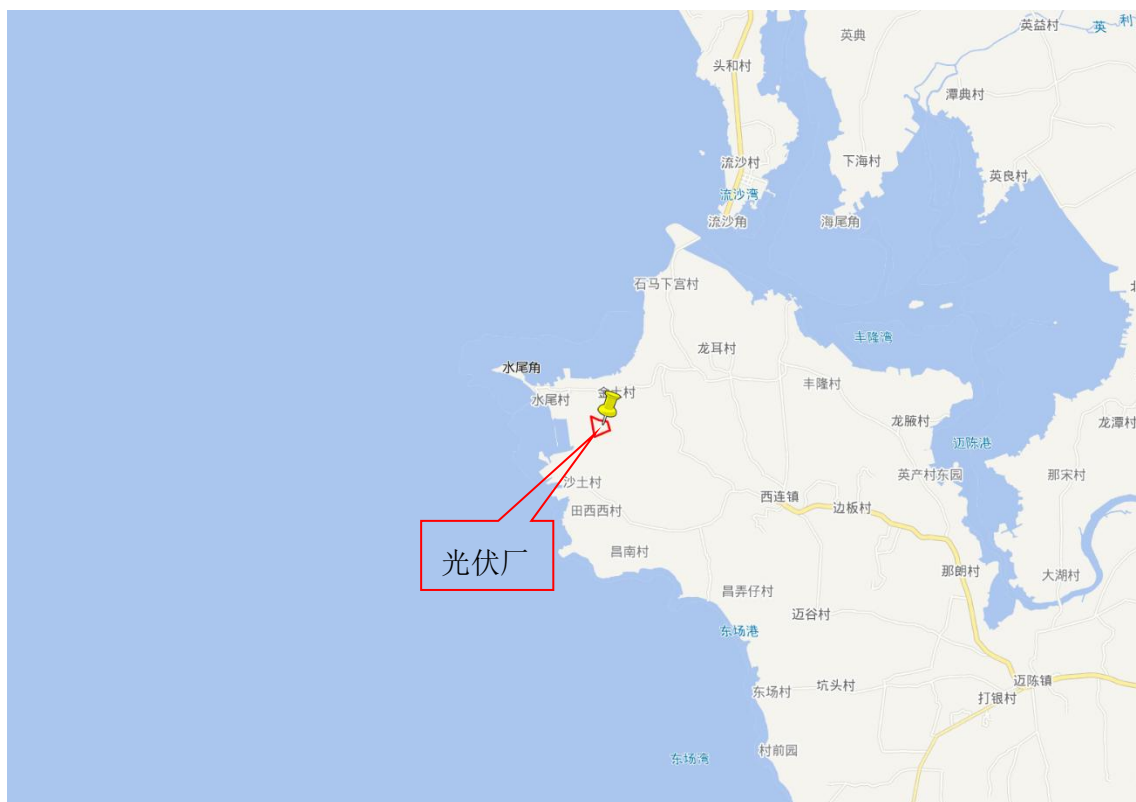 英益村
英 利
头和村
英典
潭典村
流沙村
下海村
英良村
流沙湾
流沙角
海尾角
石马下宫村
丰隆湾
龙耳村
水尾角
金土村
丰隆村
水尾村
龙腋村
龙潭村
迈陈港
沙土村
英产村东园
那宋村
西连镇
边板村
田西西村
昌南村
光伏厂
那朗村
大湖村
昌弄仔村
迈谷村
东场港
迈陈镇
坑头村
东场村
打银村
村前园
东场湾